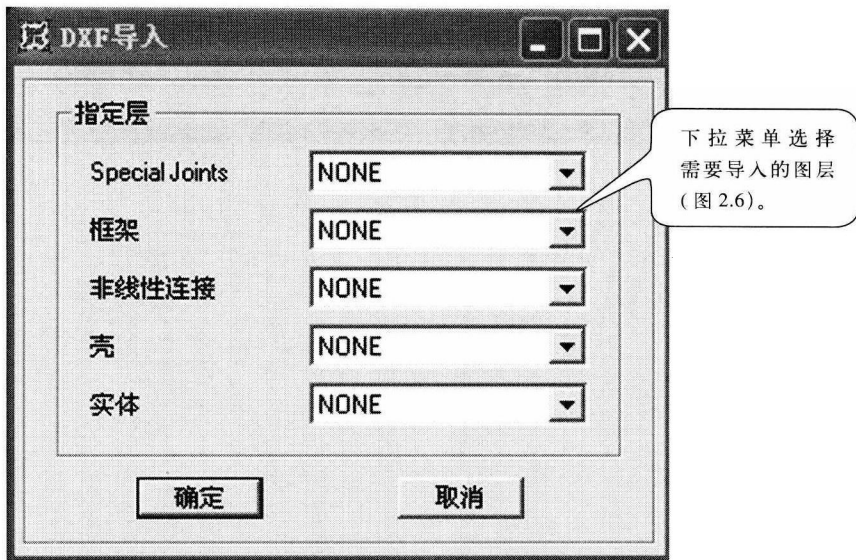 DXF导入
指定层
Special Joints NONE
框架 NONE
非线性连接 NONE
壳 NONE
实体 NONE
确定 取消
下拉菜单选择
需要导入的图层
(图 2.6)。